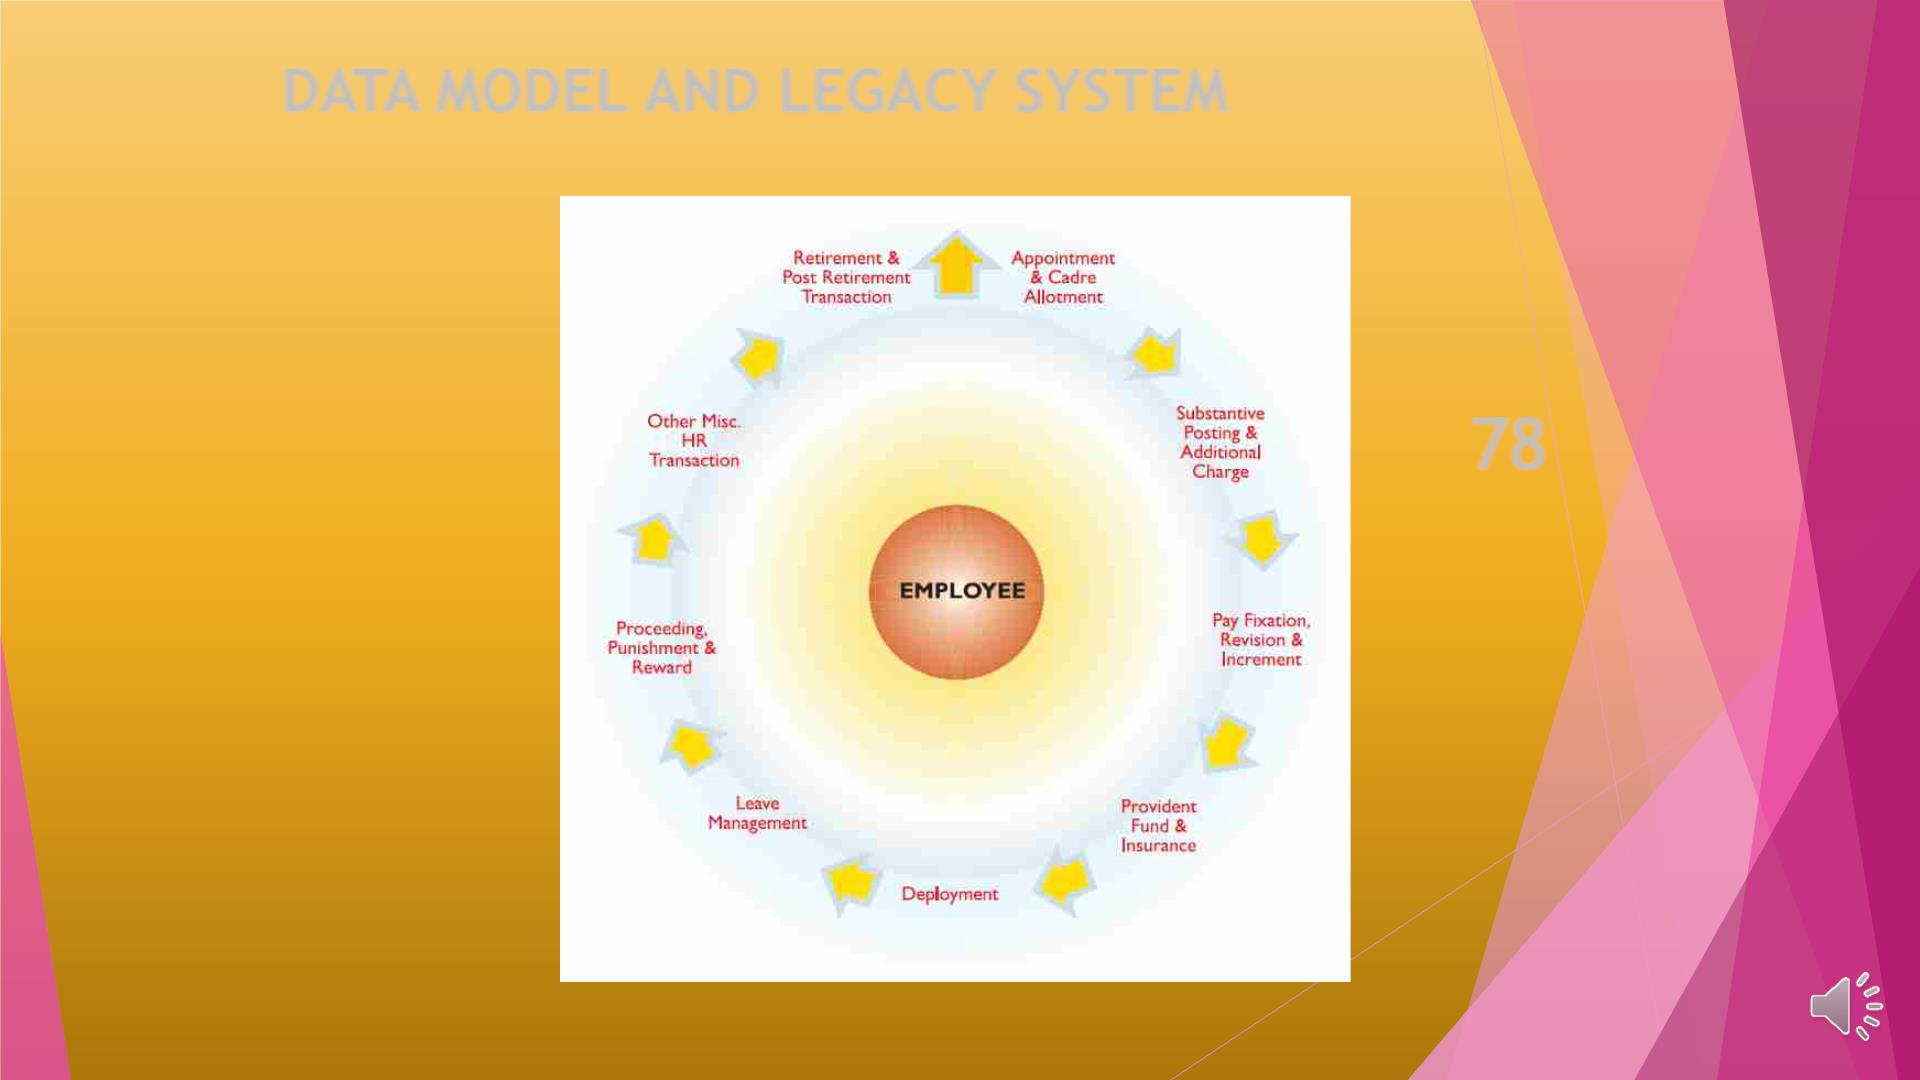 DATA MODEL AND LEGACY SYSTEM
Retirement &
Post Retirement
Transaction
Appointment
& Cadre
Allotment
Substantive
Posting &
Additional
Charge
Pay Fixation,
Revision &
Increment
Provident
Fund &
Insurance
Deployment
Leave
Management
Proceeding,
Punishment &
Reward
Other Misc.
HR
Transaction
EMPLOYEE
78